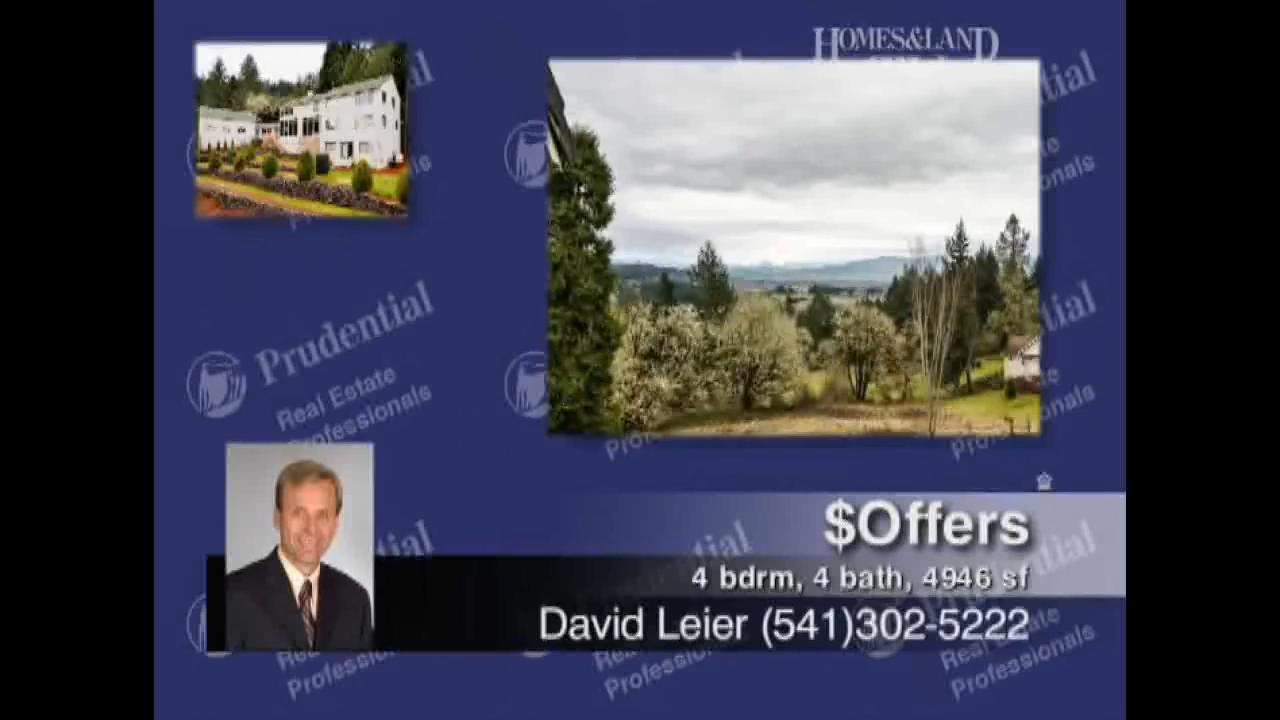 HOMES&LAND
Prudential
Real Estate
Professionals
$Offers
4 bdrm, 4 bath, 4946 sf
David Leier (541)302-5222